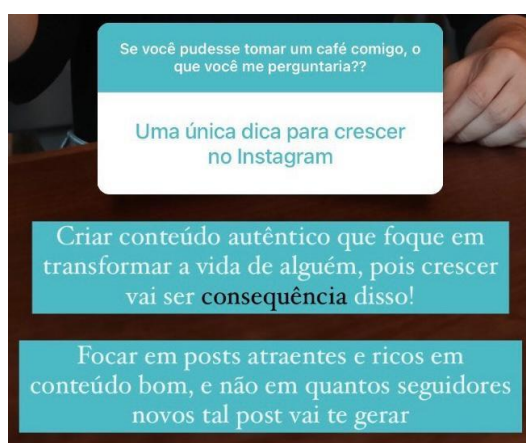 Se você pudesse tomar um café comigo, o
que você me perguntaria??
Uma única dica para crescer
no Instagram
Criar conteúdo autêntico que foque em
transformar a vida de alguém, pois crescer
vai ser consequência disso!
Focar em posts atraentes e ricos em
conteúdo bom, e não em quantos seguidores
novos tal post vai te gerar